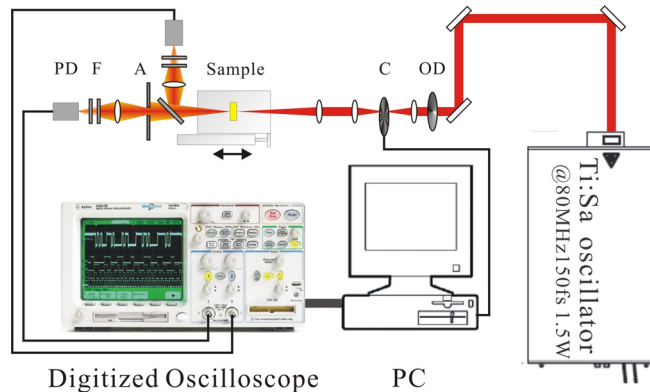 PD F A Sample C OD
Ti:Sa oscillator
@80MHz150fs 1.5W
Digitized Oscilloscope PC